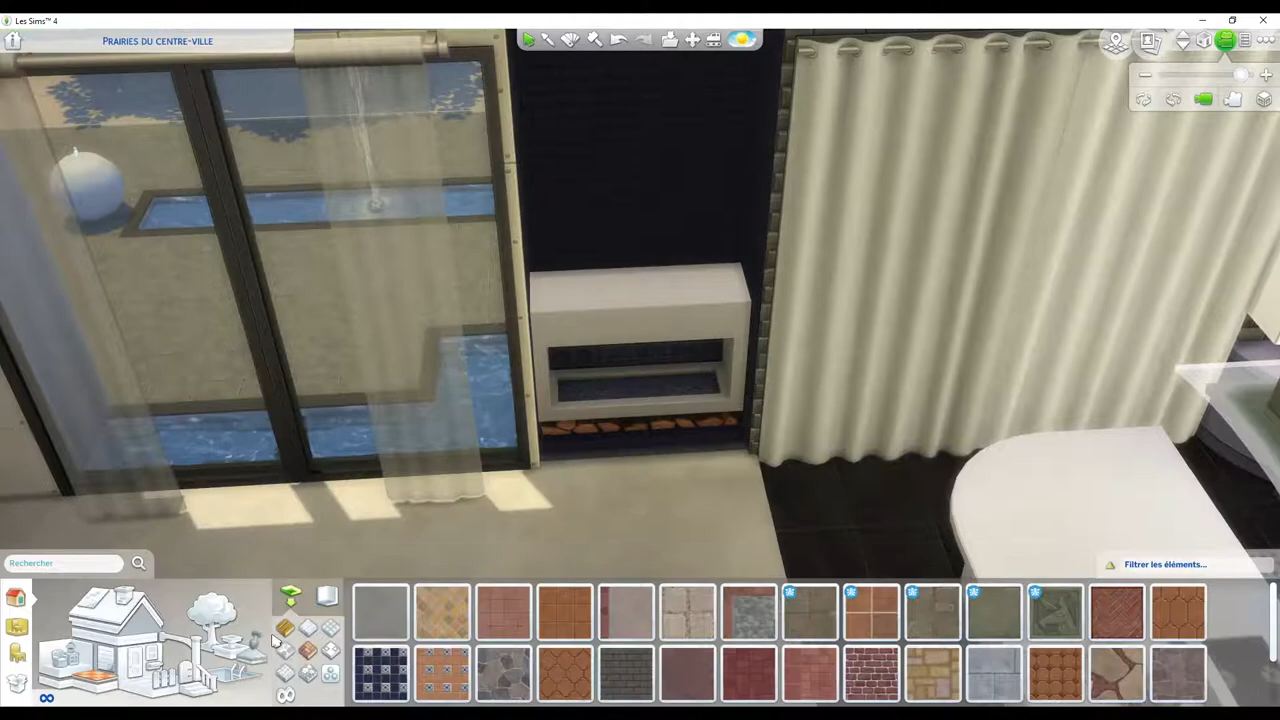 Les Sims™ 4
PRAIRIES DU CENTRE-VILLE
Rechercher
Filtrer les éléments...